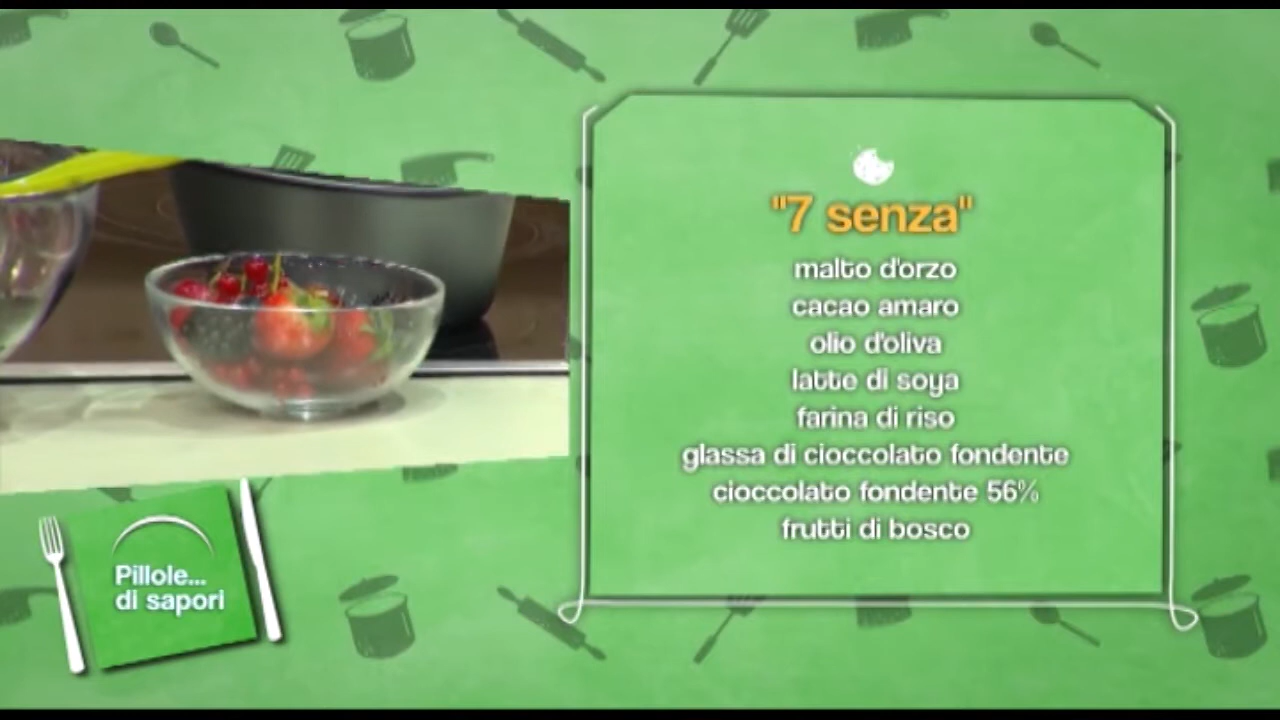 "7 senza"
malto d'orzo
cacao amaro
olio d'oliva
latte di soya
farina di riso
glassa di cioccolato fondente
cioccolato fondente 56%
frutti di bosco
Pillole...
di sapori